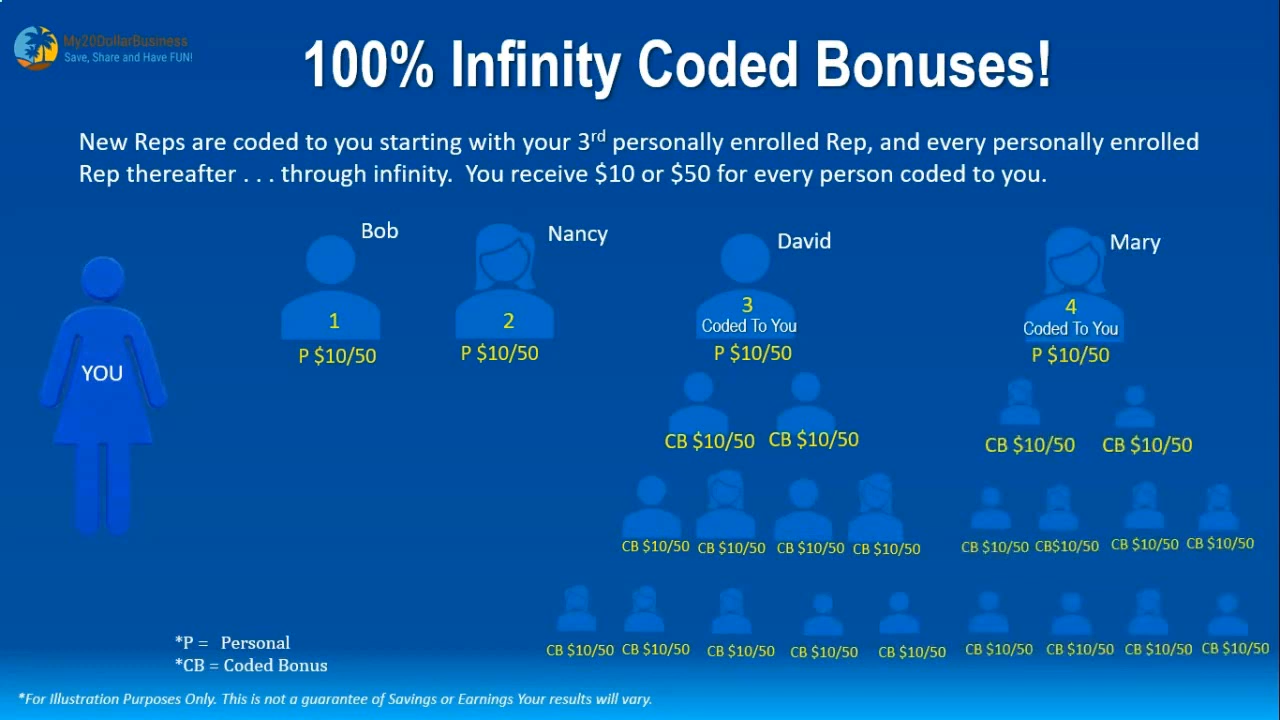 My20DollarBusiness
Save, Share and Have FUN!
100% Infinity Coded Bonuses!
New Reps are coded to you starting with your 3rd personally enrolled Rep, and every personally enrolled
Rep thereafter . . . through infinity. You receive $10 or $50 for every person coded to you.
Bob
Nancy
David
Mary
1
2
3
4
Coded To You
Coded To You
P $10/50
P $10/50
P $10/50
P $10/50
YOU
CB $10/50 CB $10/50
CB $10/50 CB $10/50
CB $10/50 CB $10/50 CB $10/50 CB $10/50
CB $10/50 CB$10/50 CB $10/50 CB $10/50
CB $10/50 CB $10/50 CB $10/50 CB $10/50 CB $10/50 CB $10/50 CB $10/50 CB $10/50 CB $10/50
*P = Personal
*CB = Coded Bonus
*For Illustration Purposes Only. This is not a guarantee of Savings or Earnings Your results will vary.